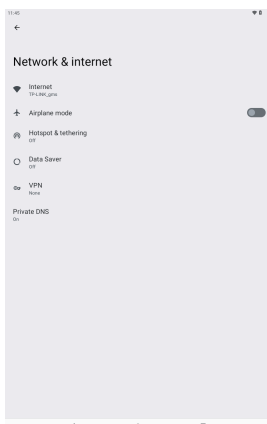 11:45
Network & internet
Internet
TP-LINK_gms
Airplane mode
Hotspot & tethering
Off
Data Saver
Off
VPN
None
Private DNS
On